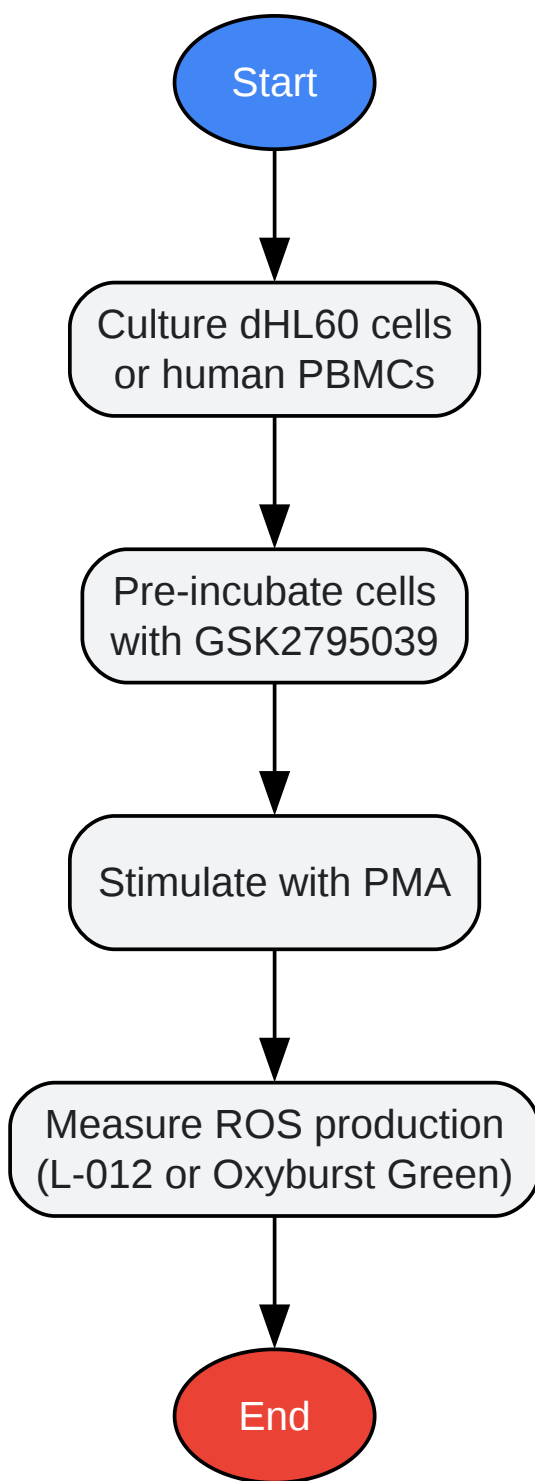 Start
Culture dHL60 cells
or human PBMCs
Pre-incubate cells
with GSK2795039
Stimulate with PMA
Measure ROS production
(L-012 or Oxyburst Green)
End